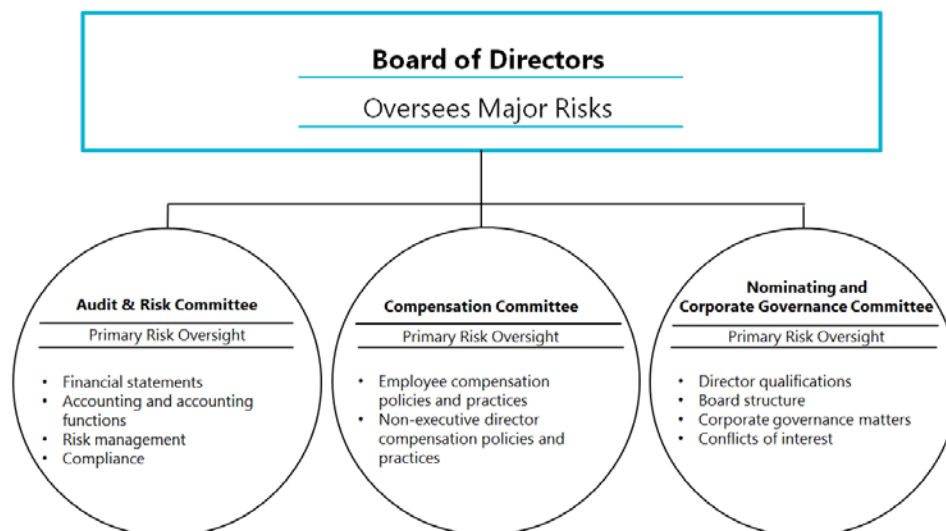 Board of Directors
Oversees Major Risks
Audit & Risk Committee
Primary Risk Oversight
• Financial statements
• Accounting and accounting
functions
• Risk management
• Compliance
Compensation Committee
Primary Risk Oversight
• Employee compensation
policies and practices
• Non-executive director
compensation policies and
practices
Nominating and
Corporate Governance Committee
Primary Risk Oversight
• Director qualifications
• Board structure
• Corporate governance matters
• Conflicts of interest